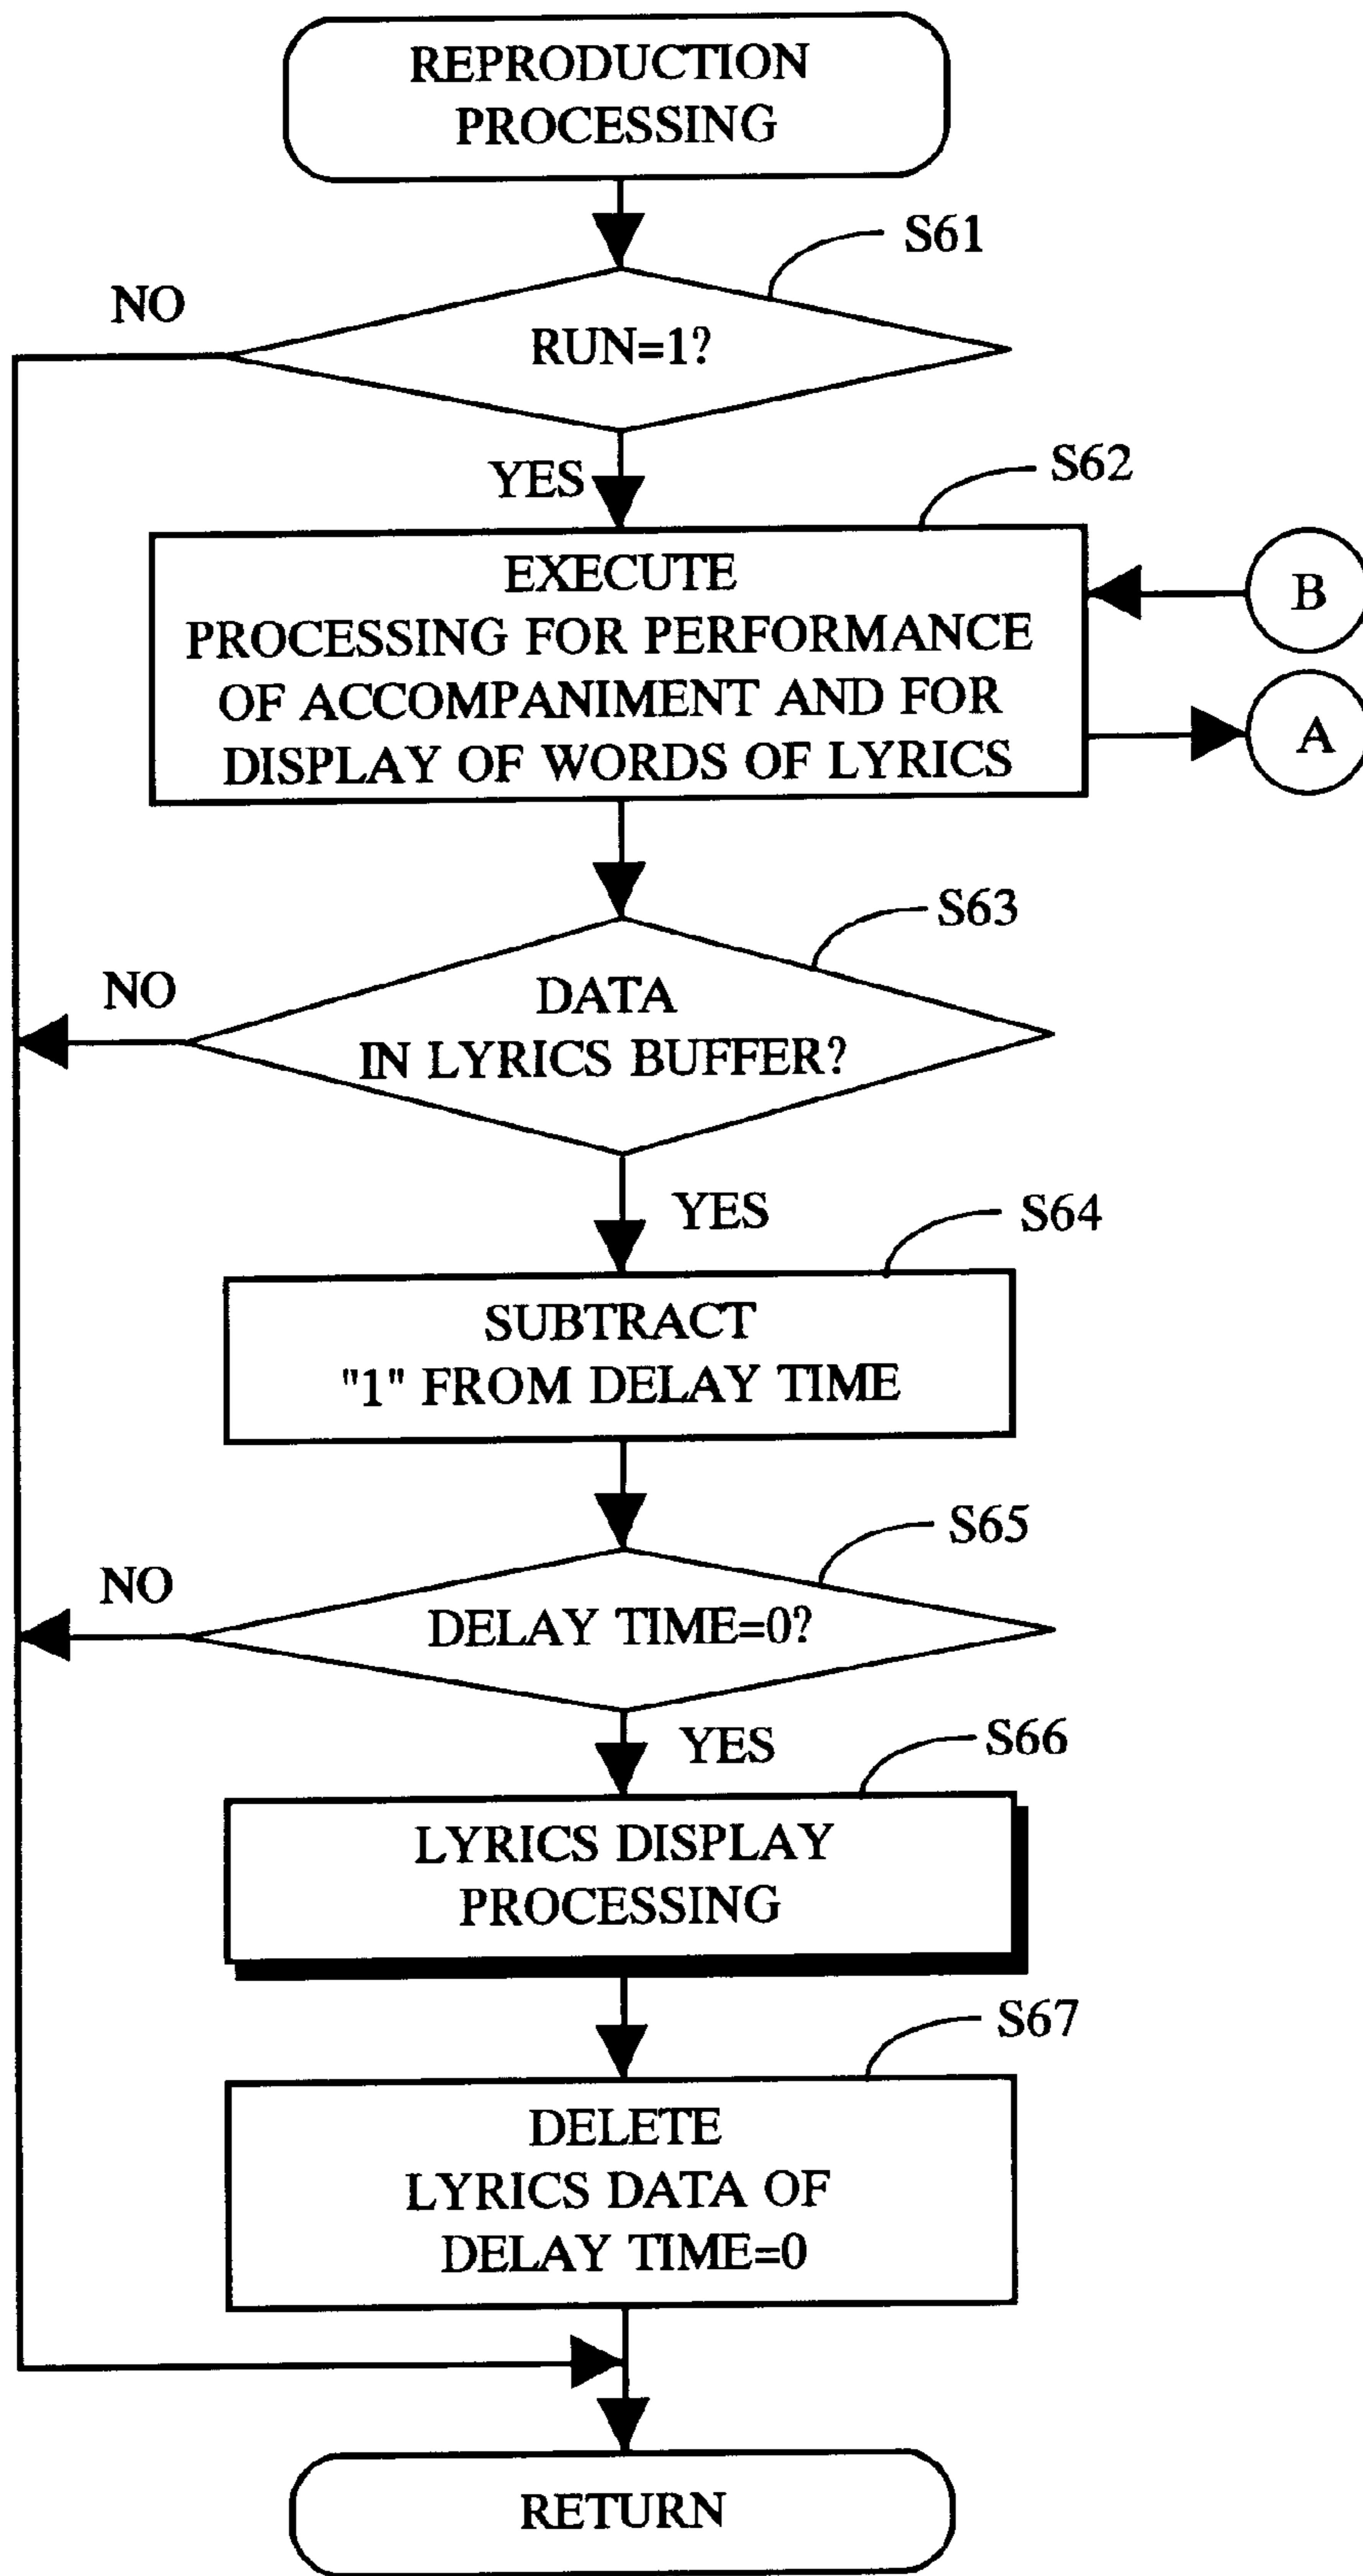 REPRODUCTION
PROCESSING
S61
NO
RUN=1?
YES
S62
EXECUTE
PROCESSING FOR PERFORMANCE
OF ACCOMPANIMENT AND FOR
DISPLAY OF WORDS OF LYRICS
B
A
S63
NO
DATA
IN LYRICS BUFFER?
YES
S64
SUBTRACT
"1" FROM DELAY TIME
S65
NO
DELAY TIME=0?
YES
S66
LYRICS DISPLAY
PROCESSING
S67
DELETE
LYRICS DATA OF
DELAY TIME=0
RETURN